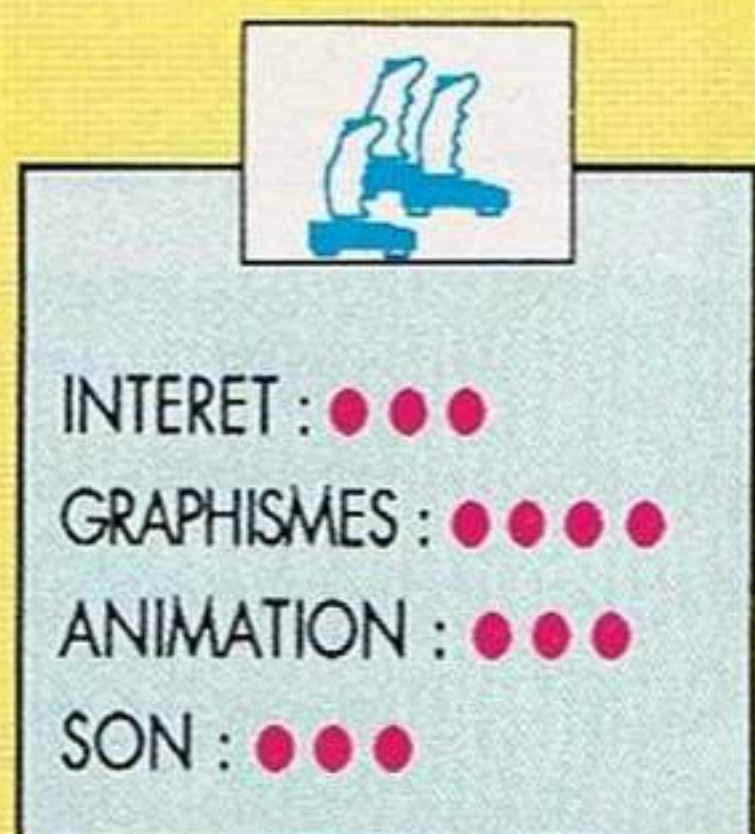 INTERET : ● ● ●
GRAPHISMES : ● ● ● ●
ANIMATION : ● ● ●
SON : ● ● ●